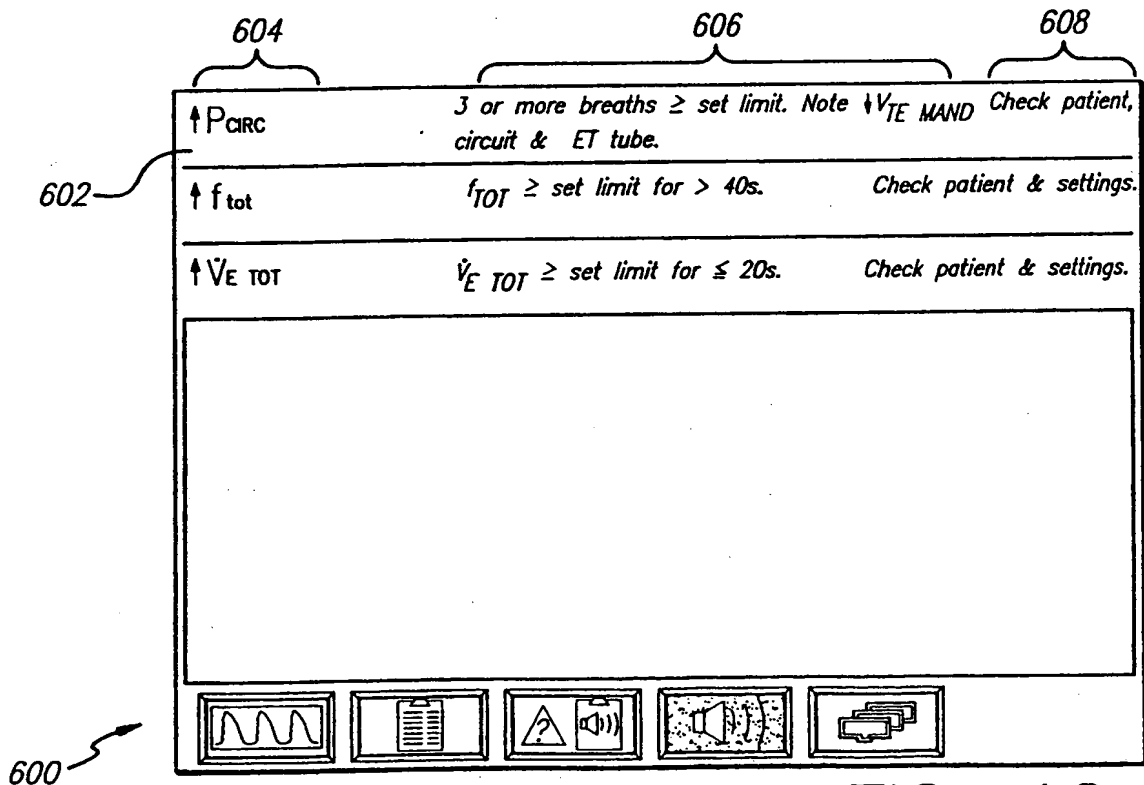 604 606 608
↑PCIRC 3 or more breaths ≥ set limit. Note ↓VTE MAND Check patient,
circuit & ET tube.
602
↑ f tot fTOT ≥ set limit for > 40s. Check patient & settings.
↑V̇E TOT V̇E TOT ≥ set limit for ≤ 20s. Check patient & settings.
?
600